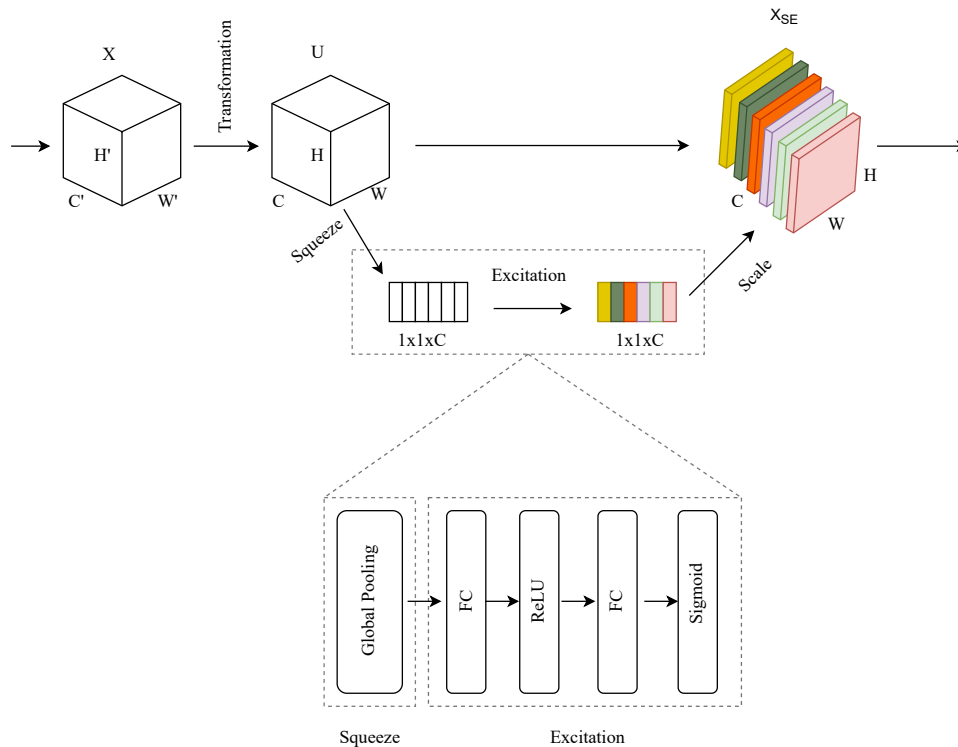 X
U
X_SE
Transformation
H'
C'
W'
H
C
W
Squeeze
Excitation
1x1xC
1x1xC
Scale
C
H
W
Global Pooling
FC
ReLU
FC
Sigmoid
Squeeze
Excitation